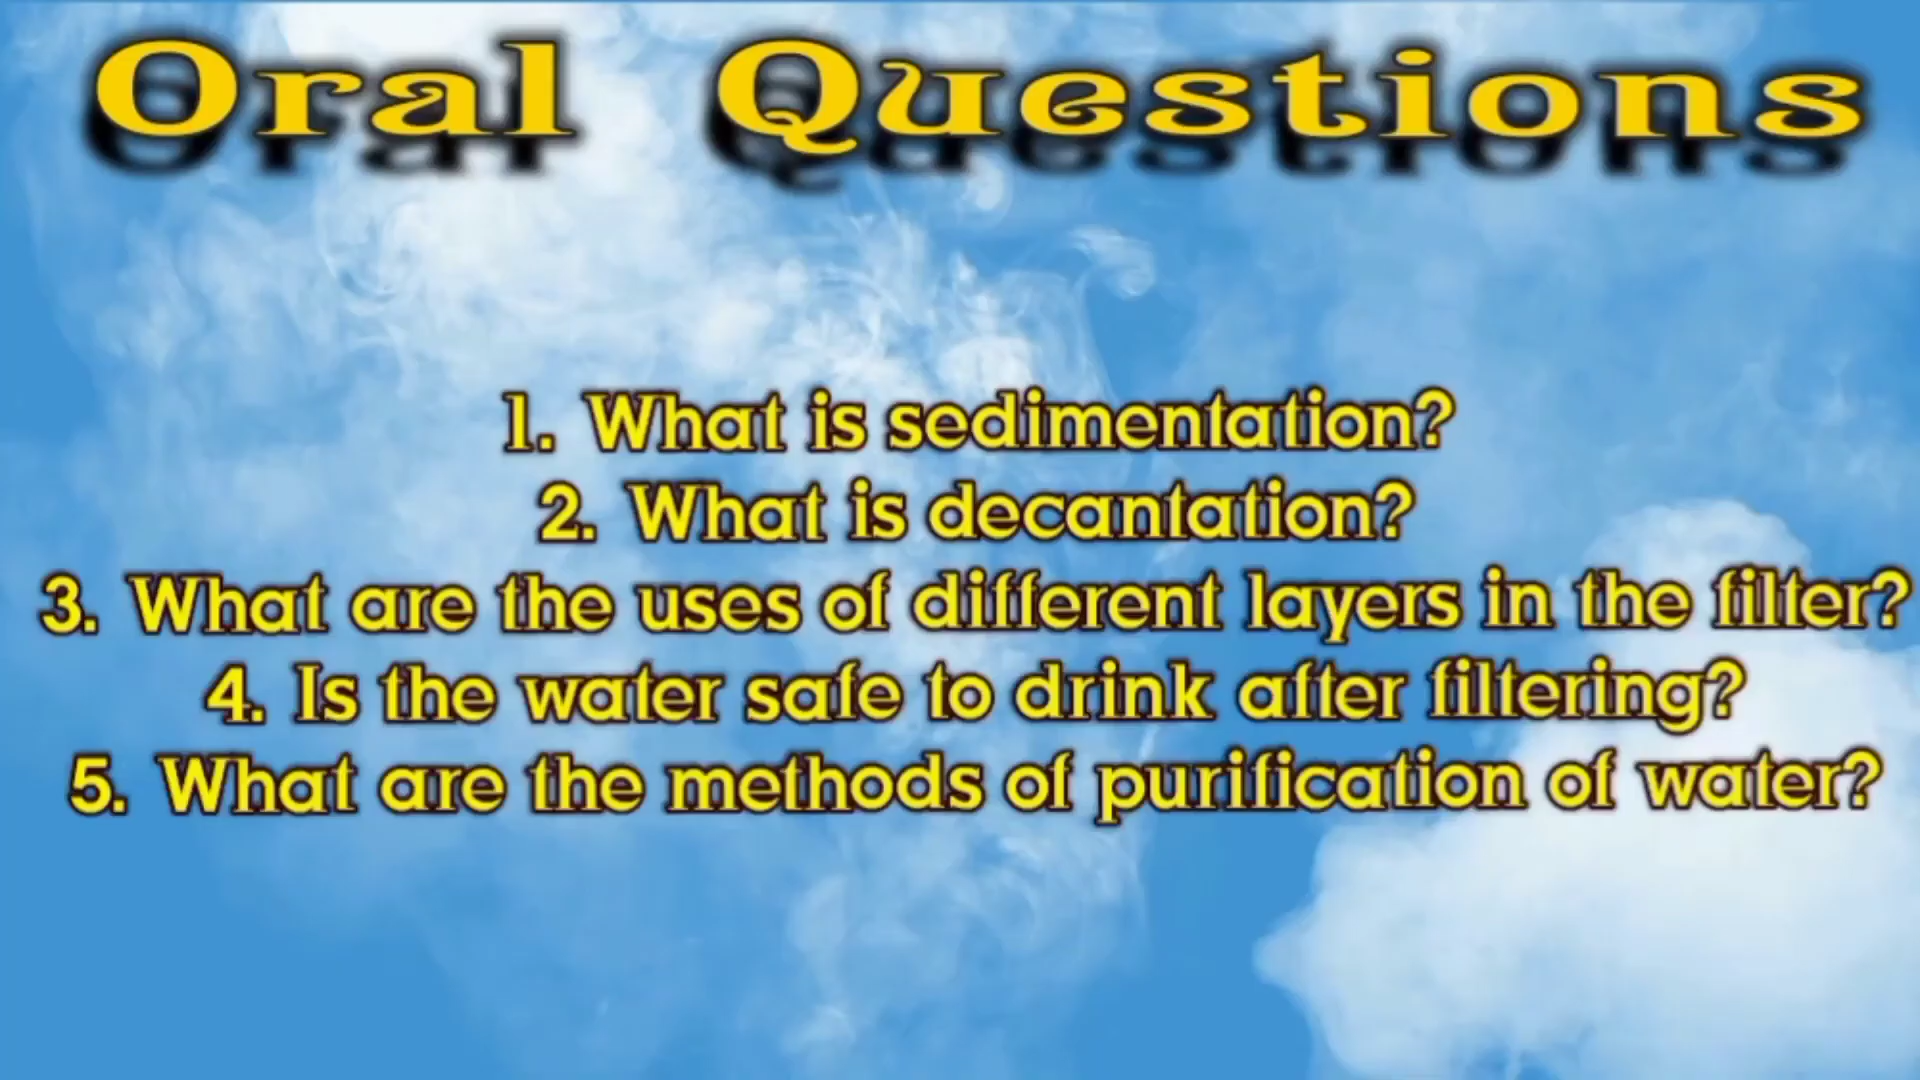 Oral Questions
1. What is sedimentation?
2. What is decantation?
3. What are the uses of different layers in the filter?
4. Is the water safe to drink after filtering?
5. What are the methods of purification of water?